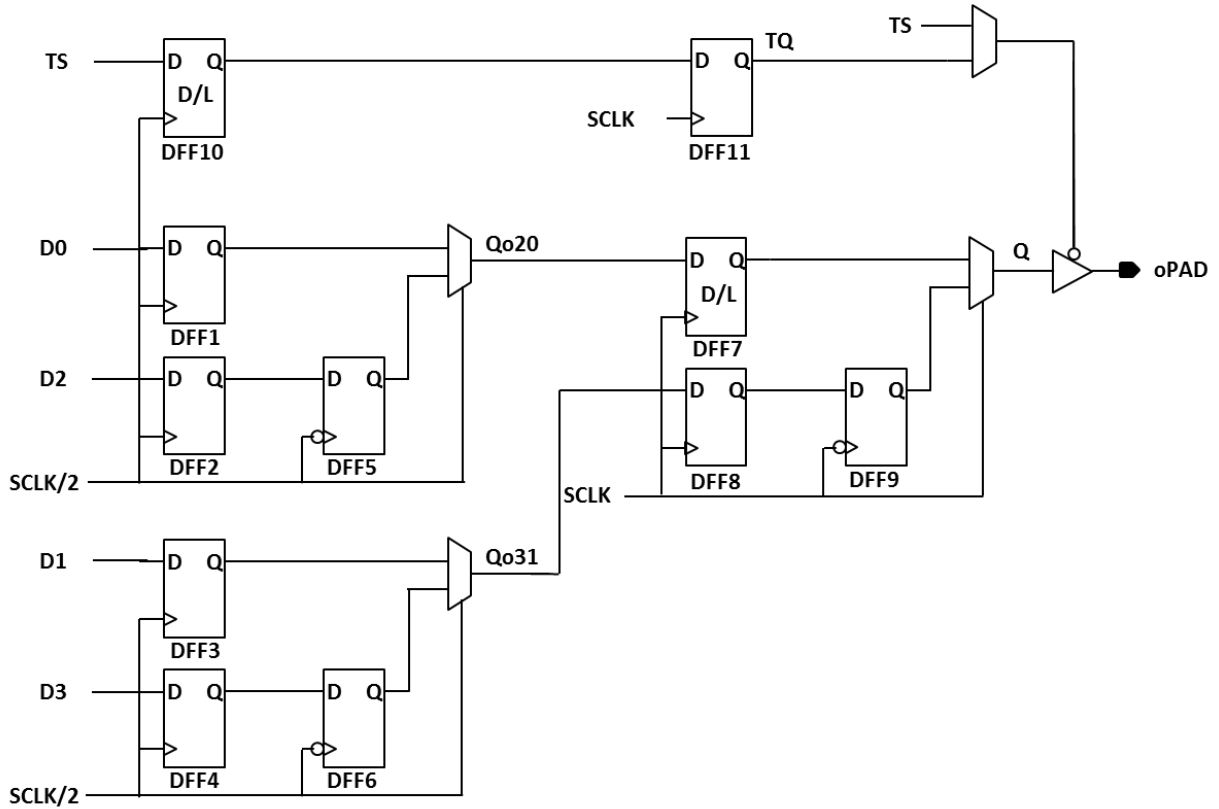 TS
TS
D Q
D/L
DFF10
D Q
TQ
SCLK
DFF11
D0
D Q
DFF1
Qo20
D Q
D/L
DFF7
Q
oPAD
D2
D Q
DFF2
D Q
DFF5
D Q
DFF8
D Q
DFF9
SCLK/2
SCLK
D1
D Q
DFF3
Qo31
D3
D Q
DFF4
D Q
DFF6
SCLK/2